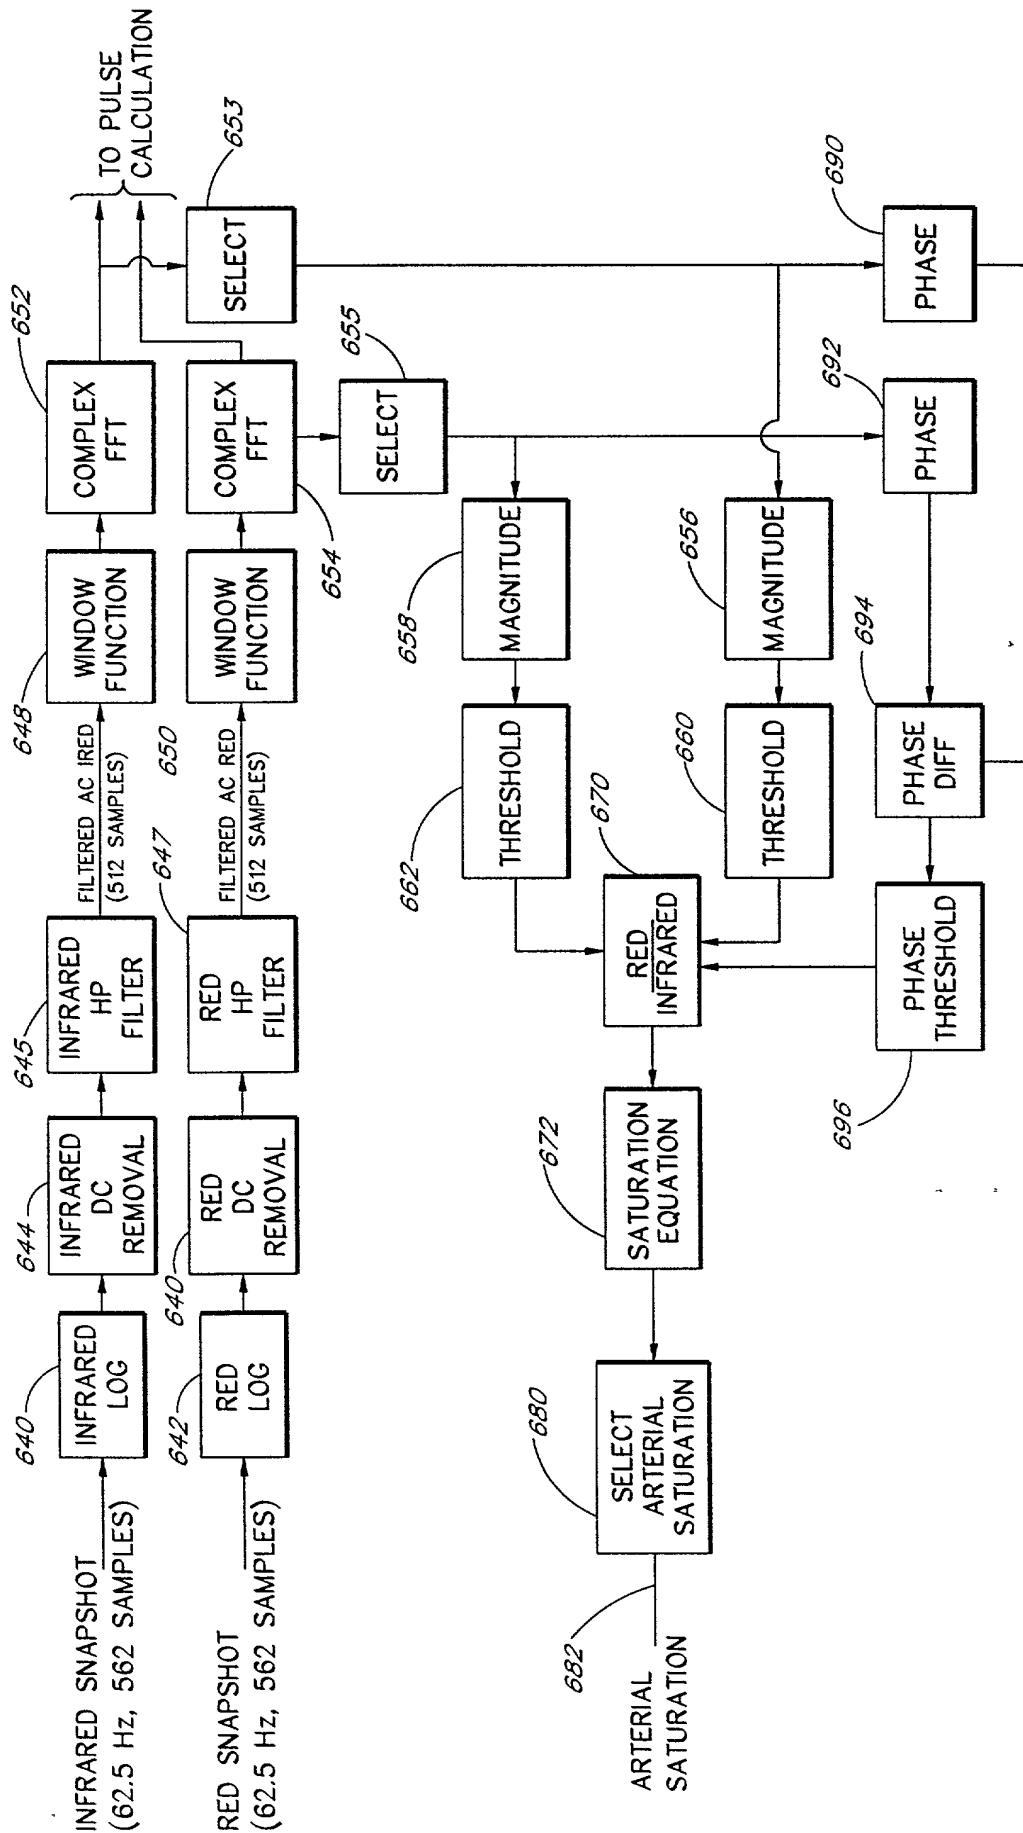 INFRARED SNAPSHOT
(62.5 Hz, 562 SAMPLES)
640
INFRARED
LOG
644
INFRARED
DC
REMOVAL
645
INFRARED
HP
FILTER
FILTERED AC IRED
(512 SAMPLES)
648
WINDOW
FUNCTION
652
COMPLEX
FFT
TO PULSE
CALCULATION
RED SNAPSHOT
(62.5 Hz, 562 SAMPLES)
642
RED
LOG
640
RED
DC
REMOVAL
647
RED
HP
FILTER
FILTERED AC RED
(512 SAMPLES)
650
WINDOW
FUNCTION
654
COMPLEX
FFT
653
SELECT
655
SELECT
658
MAGNITUDE
662
THRESHOLD
656
MAGNITUDE
660
THRESHOLD
670
RED
INFRARED
672
SATURATION
EQUATION
680
SELECT
ARTERIAL
SATURATION
682
ARTERIAL
SATURATION
690
PHASE
692
PHASE
694
PHASE
DIFF
696
PHASE
THRESHOLD